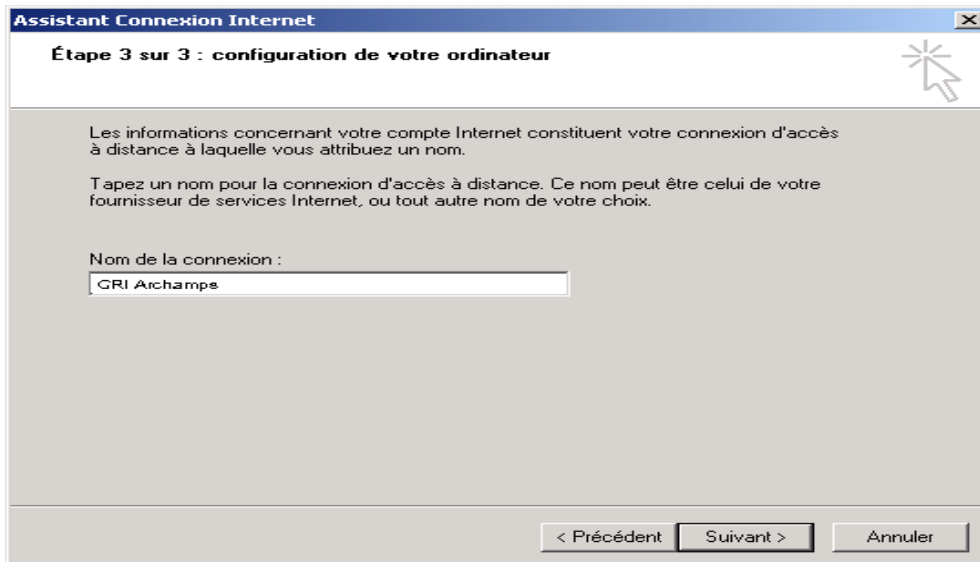 Assistant Connexion Internet
Étape 3 sur 3 : configuration de votre ordinateur
Les informations concernant votre compte Internet constituent votre connexion d'accès
à distance à laquelle vous attribuez un nom.
Tapez un nom pour la connexion d'accès à distance. Ce nom peut être celui de votre
fournisseur de services Internet, ou tout autre nom de votre choix.
Nom de la connexion :
GRI Archamps
< Précédent Suivant > Annuler